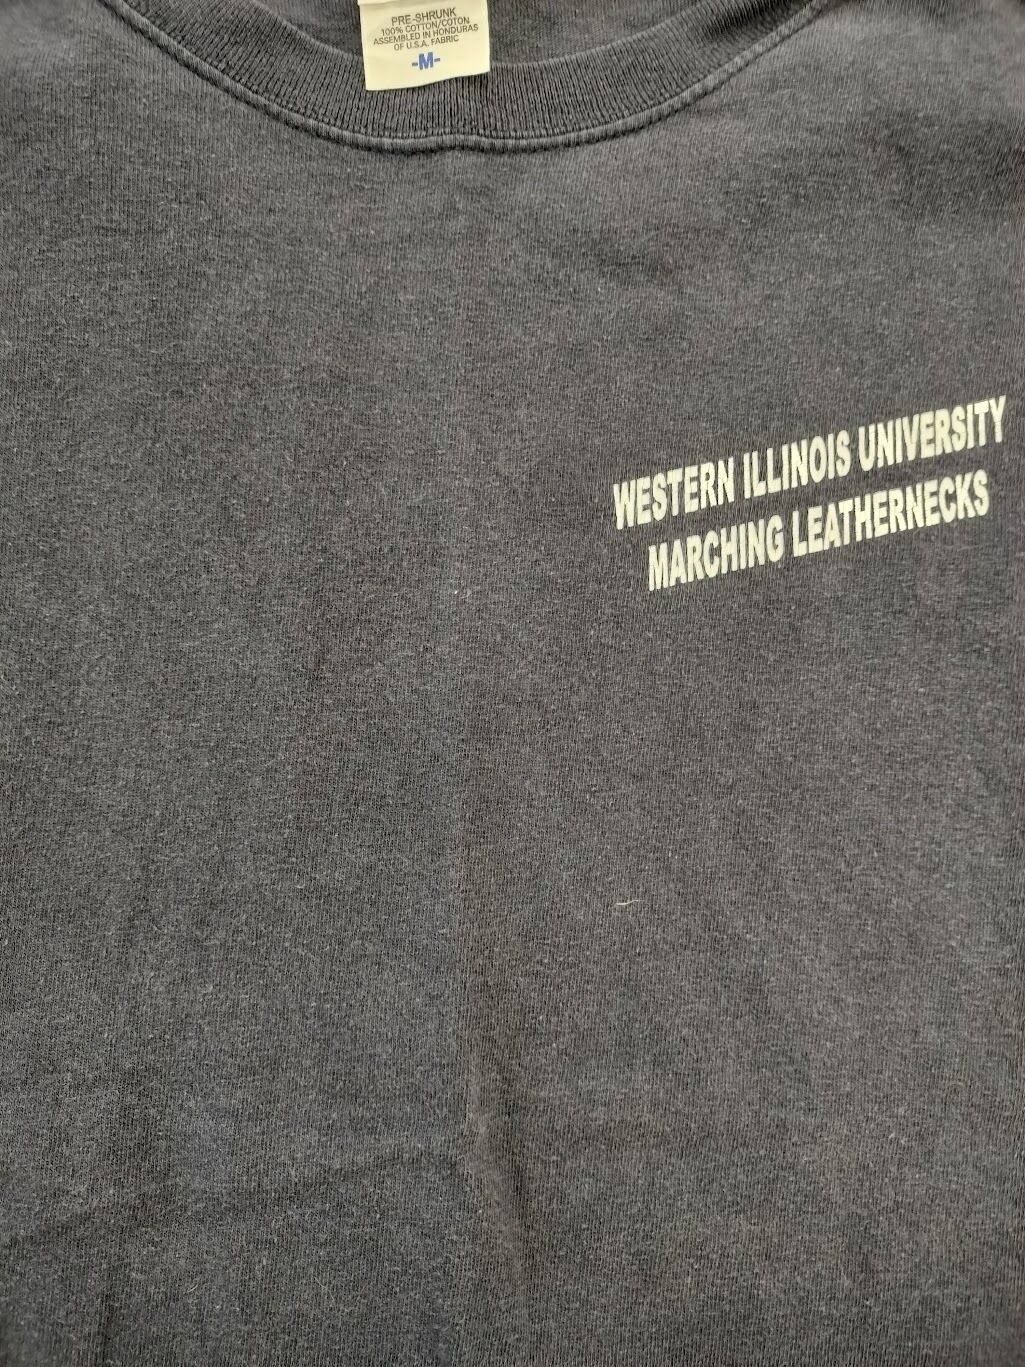 PRE-SHRUNK
100% COTTON/COTON
ASSEMBLED IN HONDURAS
OF U.S.A. FABRIC
-M-
WESTERN ILLINOIS UNIVERSITY
MARCHING LEATHERNECKS